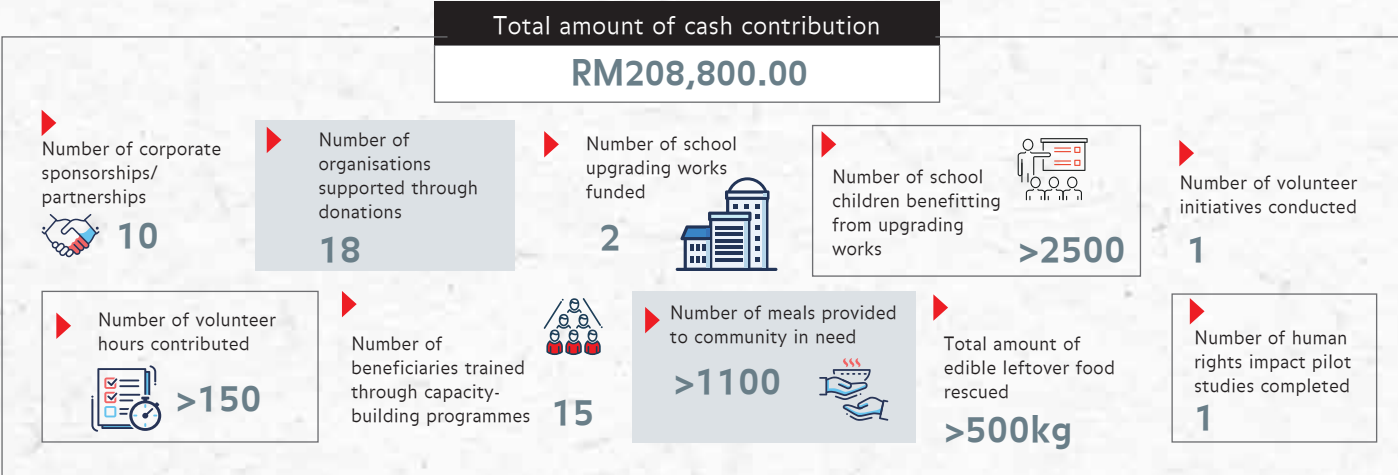 Total amount of cash contribution
RM208,800.00
Number of corporate
sponsorships/
partnerships
10
Number of
organisations
supported through
donations
18
Number of school
upgrading works
funded
2
Number of school
children benefitting
from upgrading
works
>2500
Number of volunteer
initiatives conducted
1
Number of volunteer
hours contributed
>150
Number of
beneficiaries trained
through capacity-
building programmes
15
Number of meals provided
to community in need
>1100
Total amount of
edible leftover food
rescued
>500kg
Number of human
rights impact pilot
studies completed
1